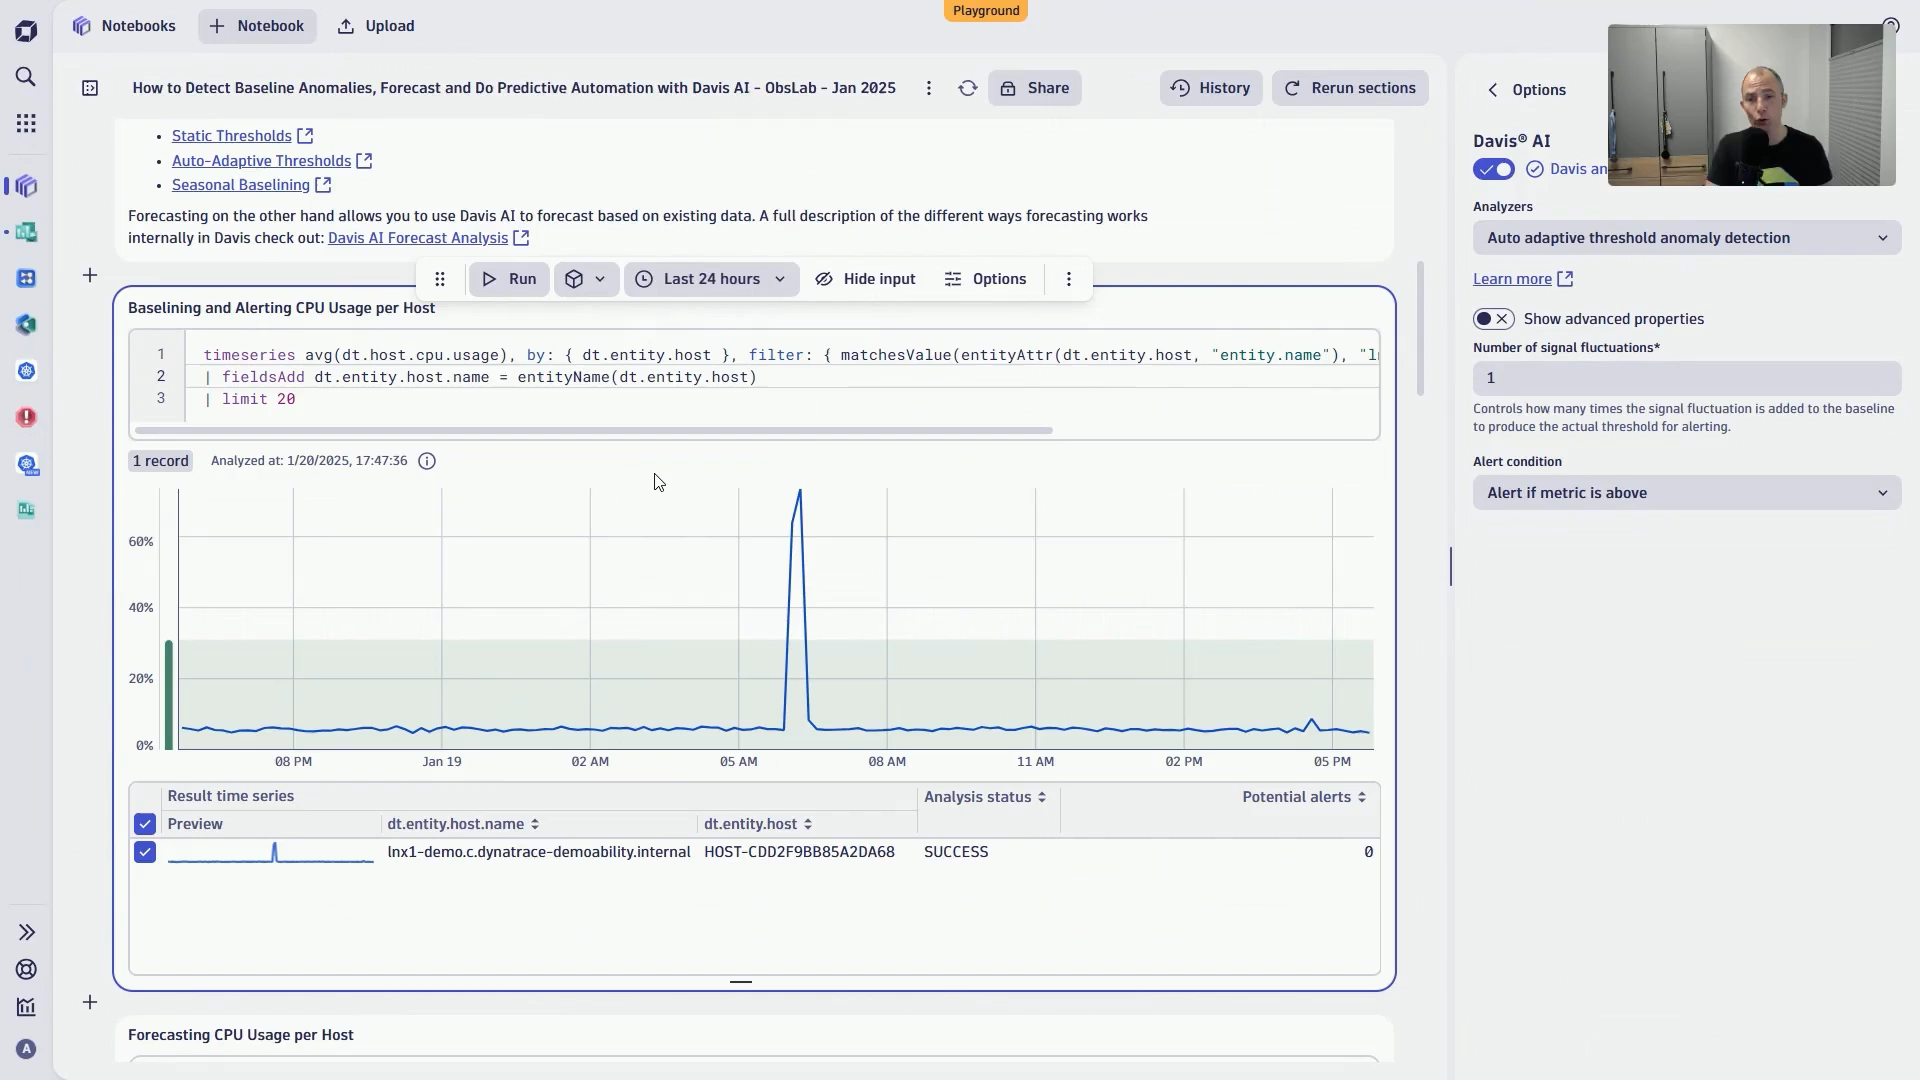 Playground
Notebooks
Notebook
Upload
How to Detect Baseline Anomalies, Forecast and Do Predictive Automation with Davis AI - ObsLab - Jan 2025
Share
History
Rerun sections
• Static Thresholds
• Auto-Adaptive Thresholds
• Seasonal Baselining
Forecasting on the other hand allows you to use Davis AI to forecast based on existing data. A full description of the different ways forecasting works
internally in Davis check out: Davis AI Forecast Analysis
Run
Last 24 hours
Hide input
Options
Baselining and Alerting CPU Usage per Host
1 timeseries avg(dt.host.cpu.usage), by: { dt.entity.host }, filter: { matchesValue(entityAttr(dt.entity.host, "entity.name"), "l
2 | fieldsAdd dt.entity.host.name = entityName(dt.entity.host)
3 | limit 20
1 record
Analyzed at: 1/20/2025, 17:47:36
60%
40%
20%
0%
08 PM
Jan 19
02 AM
05 AM
08 AM
11 AM
02 PM
05 PM
Result time series
Analysis status
Potential alerts
Preview
dt.entity.host.name
dt.entity.host
lnx1-demo.c.dynatrace-demoability.internal
HOST-CDD2F9BB85A2DA68
SUCCESS
0
Forecasting CPU Usage per Host
A
Options
Davis® AI
Davis an
Analyzers
Auto adaptive threshold anomaly detection
Learn more
Show advanced properties
Number of signal fluctuations*
1
Controls how many times the signal fluctuation is added to the baseline
to produce the actual threshold for alerting.
Alert condition
Alert if metric is above